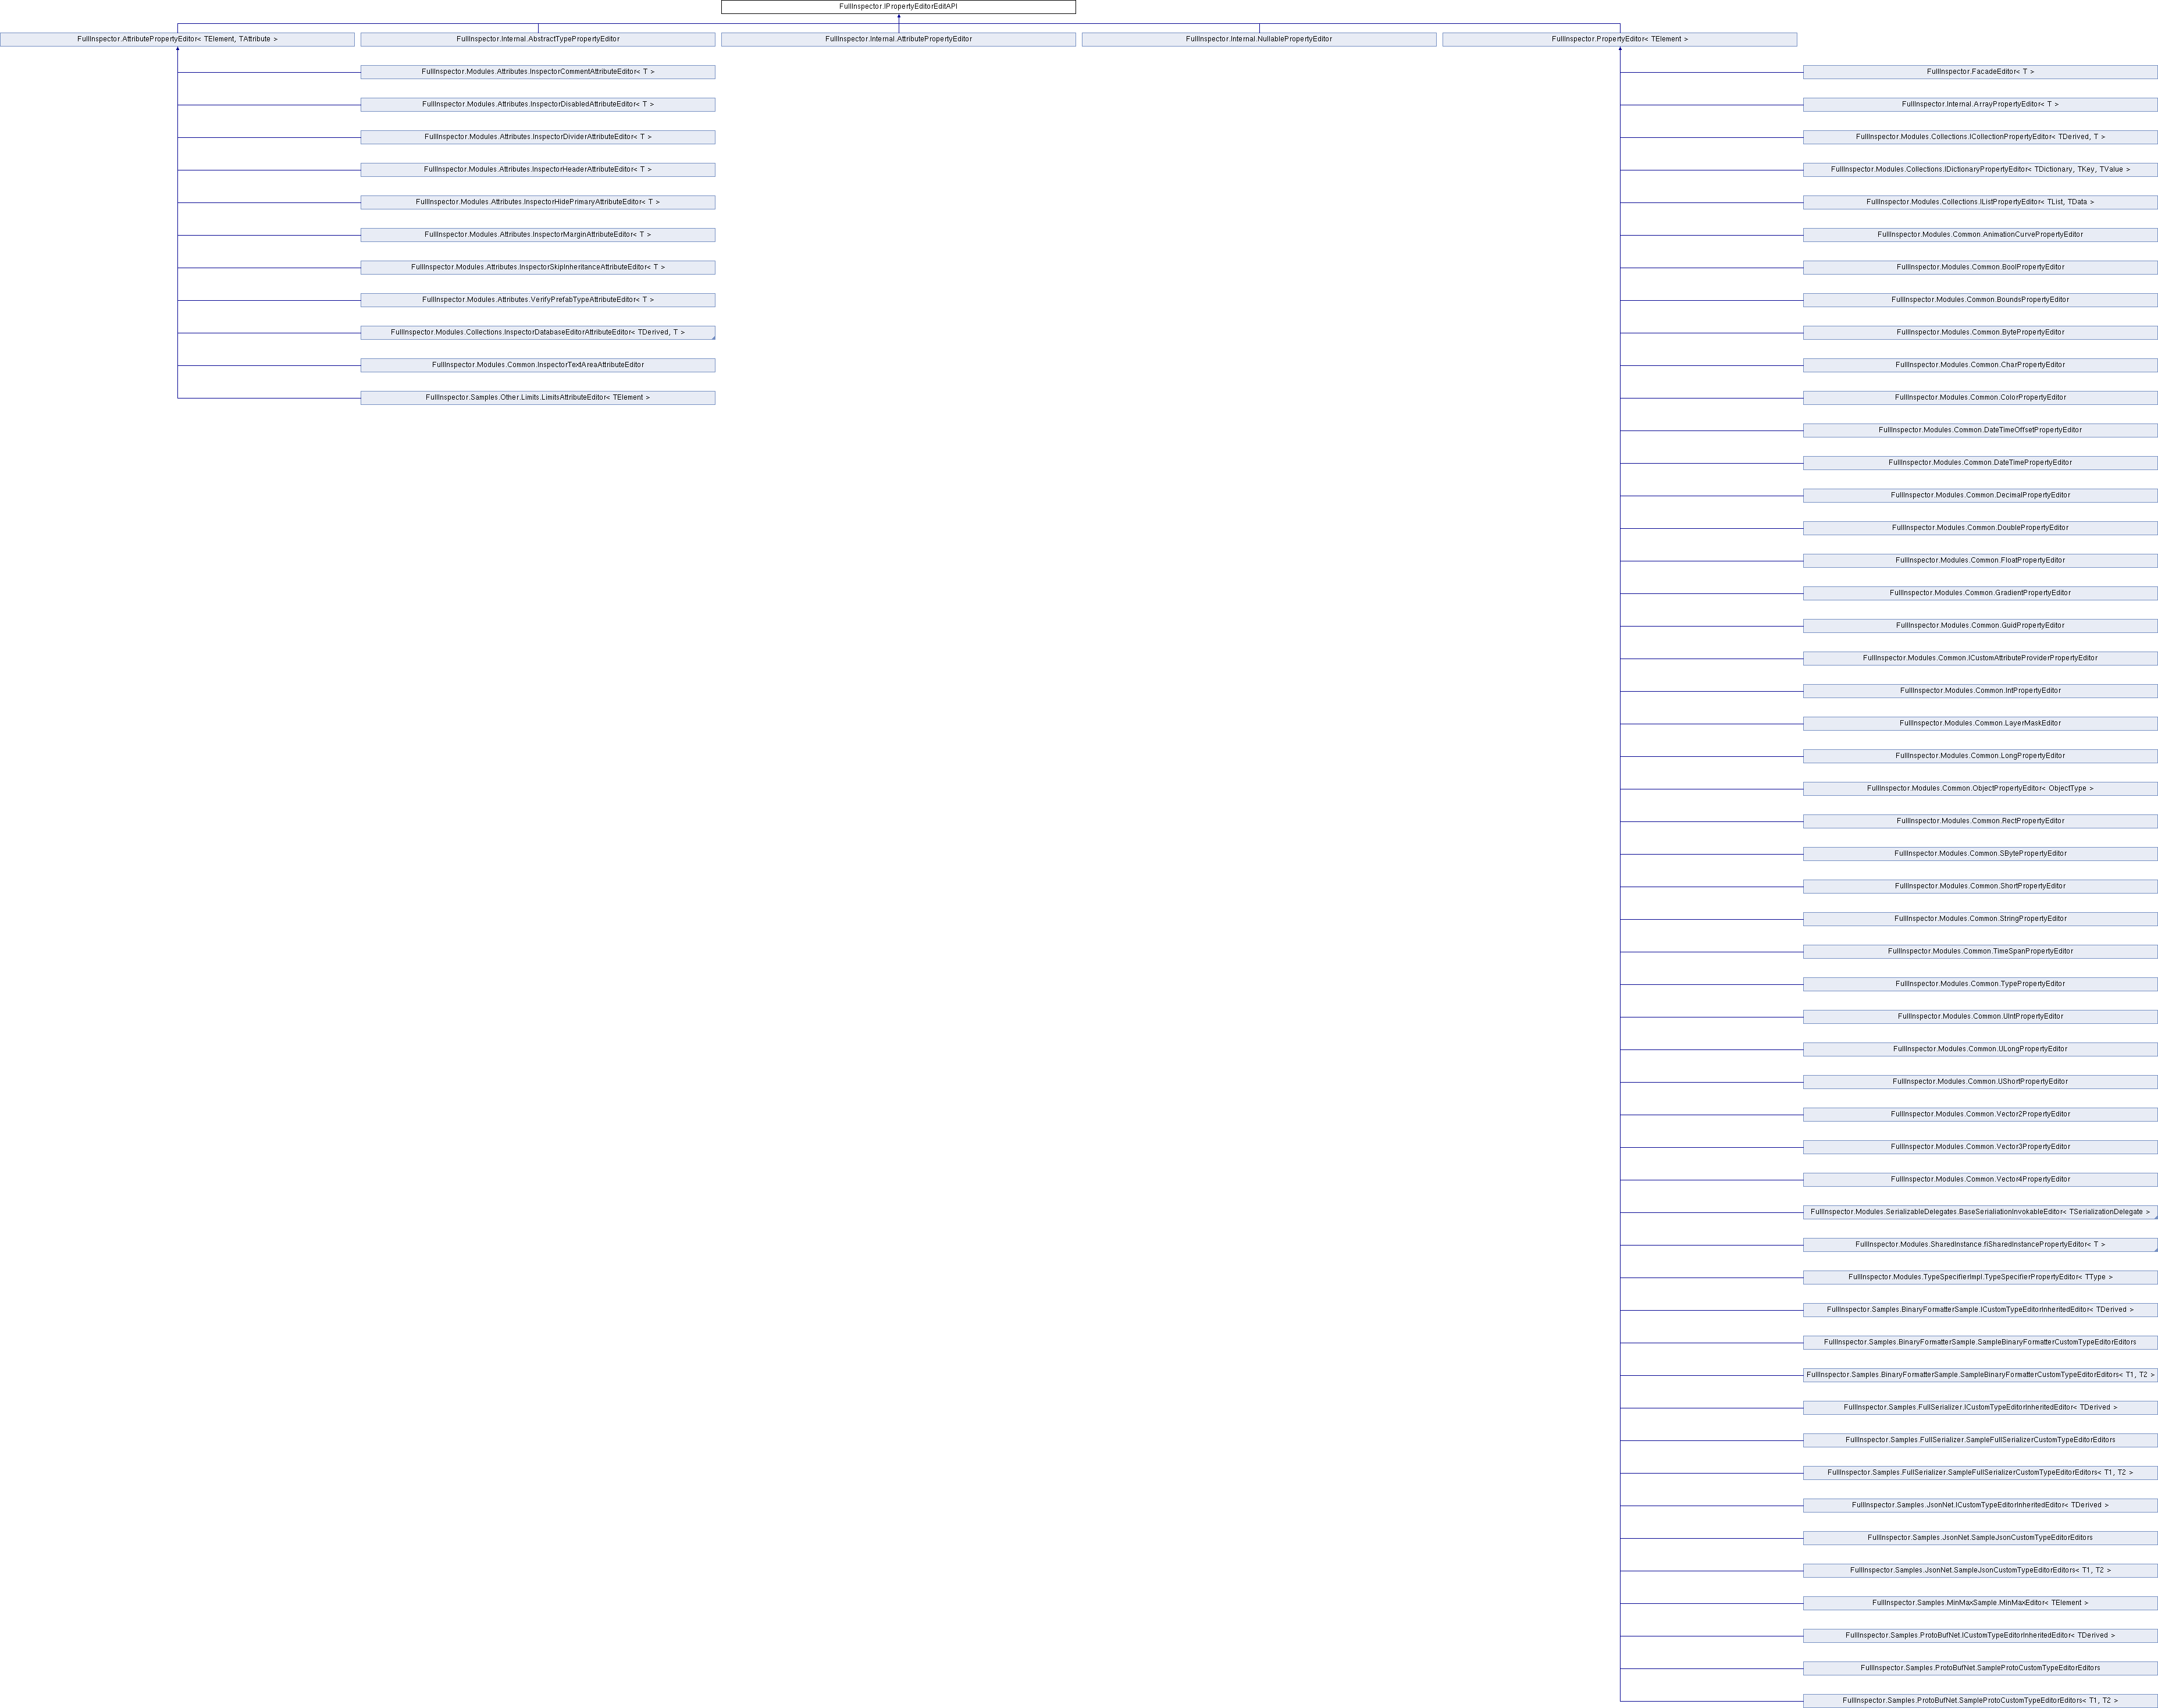 FullInspector.IPropertyEditorEditAPI
FullInspector.AttributePropertyEditor< TElement, TAttribute >
FullInspector.Internal.AbstractTypePropertyEditor
FullInspector.Internal.AttributePropertyEditor
FullInspector.Internal.NullablePropertyEditor
FullInspector.PropertyEditor< TElement >
FullInspector.Modules.Attributes.InspectorCommentAttributeEditor< T >
FullInspector.Modules.Attributes.InspectorDisabledAttributeEditor< T >
FullInspector.Modules.Attributes.InspectorDividerAttributeEditor< T >
FullInspector.Modules.Attributes.InspectorHeaderAttributeEditor< T >
FullInspector.Modules.Attributes.InspectorHidePrimaryAttributeEditor< T >
FullInspector.Modules.Attributes.InspectorMarginAttributeEditor< T >
FullInspector.Modules.Attributes.InspectorSkipInheritanceAttributeEditor< T >
FullInspector.Modules.Attributes.VerifyPrefabTypeAttributeEditor< T >
FullInspector.Modules.Collections.InspectorDatabaseEditorAttributeEditor< TDerived, T >
FullInspector.Modules.Common.InspectorTextAreaAttributeEditor
FullInspector.Samples.Other.Limits.LimitsAttributeEditor< TElement >
FullInspector.FacadeEditor< T >
FullInspector.Internal.ArrayPropertyEditor< T >
FullInspector.Modules.Collections.ICollectionPropertyEditor< TDerived, T >
FullInspector.Modules.Collections.IDictionaryPropertyEditor< TDictionary, TKey, TValue >
FullInspector.Modules.Collections.IListPropertyEditor< TList, TData >
FullInspector.Modules.Common.AnimationCurvePropertyEditor
FullInspector.Modules.Common.BoolPropertyEditor
FullInspector.Modules.Common.BoundsPropertyEditor
FullInspector.Modules.Common.BytePropertyEditor
FullInspector.Modules.Common.CharPropertyEditor
FullInspector.Modules.Common.ColorPropertyEditor
FullInspector.Modules.Common.DateTimeOffsetPropertyEditor
FullInspector.Modules.Common.DateTimePropertyEditor
FullInspector.Modules.Common.DecimalPropertyEditor
FullInspector.Modules.Common.DoublePropertyEditor
FullInspector.Modules.Common.FloatPropertyEditor
FullInspector.Modules.Common.GradientPropertyEditor
FullInspector.Modules.Common.GuidPropertyEditor
FullInspector.Modules.Common.ICustomAttributeProviderPropertyEditor
FullInspector.Modules.Common.IntPropertyEditor
FullInspector.Modules.Common.LayerMaskEditor
FullInspector.Modules.Common.LongPropertyEditor
FullInspector.Modules.Common.ObjectPropertyEditor< ObjectType >
FullInspector.Modules.Common.RectPropertyEditor
FullInspector.Modules.Common.SBytePropertyEditor
FullInspector.Modules.Common.ShortPropertyEditor
FullInspector.Modules.Common.StringPropertyEditor
FullInspector.Modules.Common.TimeSpanPropertyEditor
FullInspector.Modules.Common.TypePropertyEditor
FullInspector.Modules.Common.UIntPropertyEditor
FullInspector.Modules.Common.ULongPropertyEditor
FullInspector.Modules.Common.UShortPropertyEditor
FullInspector.Modules.Common.Vector2PropertyEditor
FullInspector.Modules.Common.Vector3PropertyEditor
FullInspector.Modules.Common.Vector4PropertyEditor
FullInspector.Modules.SerializableDelegates.BaseSerialiationInvokableEditor< TSerializationDelegate >
FullInspector.Modules.SharedInstance.fiSharedInstancePropertyEditor< T >
FullInspector.Modules.TypeSpecifierImpl.TypeSpecifierPropertyEditor< TType >
FullInspector.Samples.BinaryFormatterSample.ICustomTypeEditorInheritedEditor< TDerived >
FullInspector.Samples.BinaryFormatterSample.SampleBinaryFormatterCustomTypeEditorEditors
FullInspector.Samples.BinaryFormatterSample.SampleBinaryFormatterCustomTypeEditorEditors< T1, T2 >
FullInspector.Samples.FullSerializer.ICustomTypeEditorInheritedEditor< TDerived >
FullInspector.Samples.FullSerializer.SampleFullSerializerCustomTypeEditorEditors
FullInspector.Samples.FullSerializer.SampleFullSerializerCustomTypeEditorEditors< T1, T2 >
FullInspector.Samples.JsonNet.ICustomTypeEditorInheritedEditor< TDerived >
FullInspector.Samples.JsonNet.SampleJsonCustomTypeEditorEditors
FullInspector.Samples.JsonNet.SampleJsonCustomTypeEditorEditors< T1, T2 >
FullInspector.Samples.MinMaxSample.MinMaxEditor< TElement >
FullInspector.Samples.ProtoBufNet.ICustomTypeEditorInheritedEditor< TDerived >
FullInspector.Samples.ProtoBufNet.SampleProtoCustomTypeEditorEditors
FullInspector.Samples.ProtoBufNet.SampleProtoCustomTypeEditorEditors< T1, T2 >